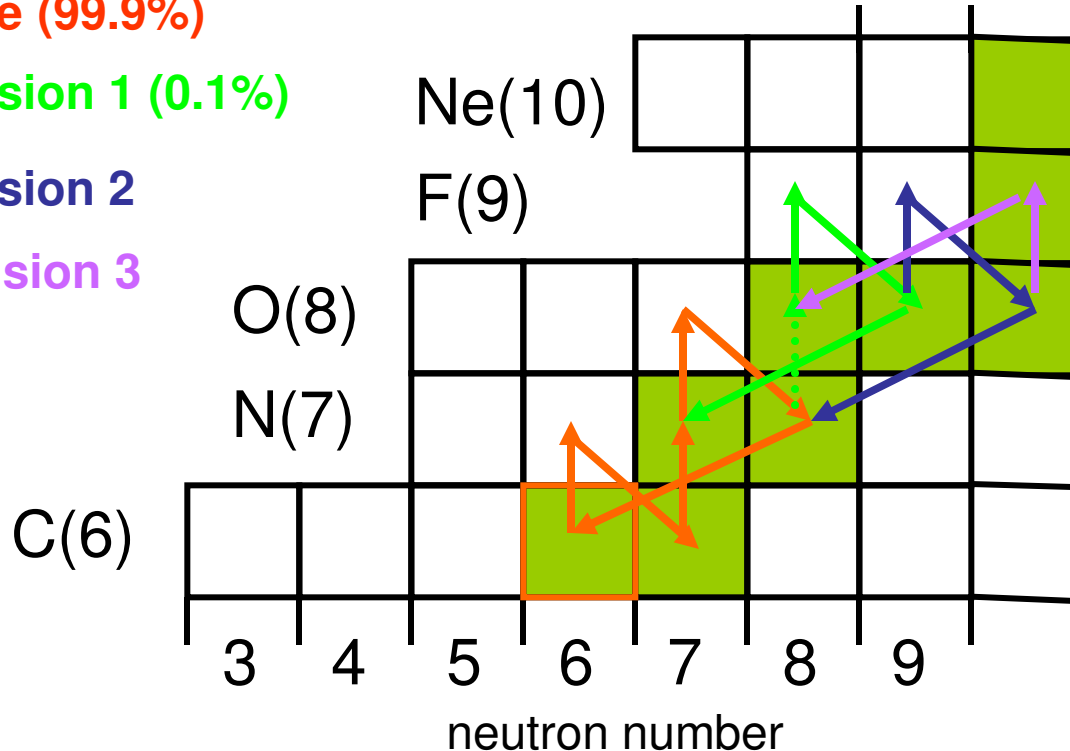 e (99.9%)
sion 1 (0.1%)
Ne(10)
sion 2
F(9)
sion 3
O(8)
N(7)
C(6)
3 4 5 6 7 8 9
neutron number